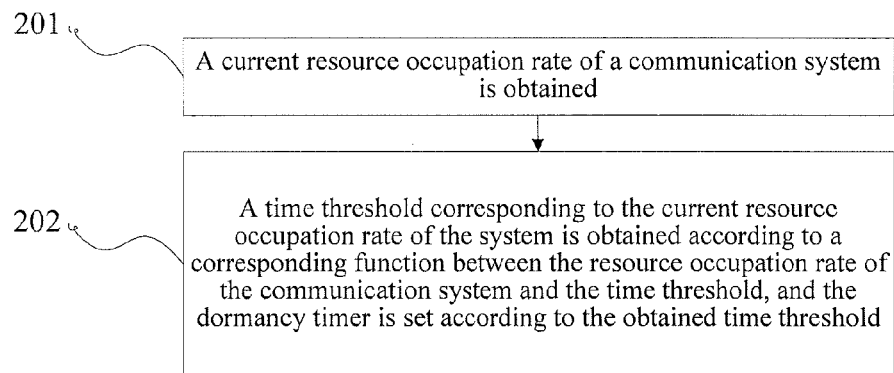 201
A current resource occupation rate of a communication system
is obtained
202
A time threshold corresponding to the current resource
occupation rate of the system is obtained according to a
corresponding function between the resource occupation rate of
the communication system and the time threshold, and the
dormancy timer is set according to the obtained time threshold